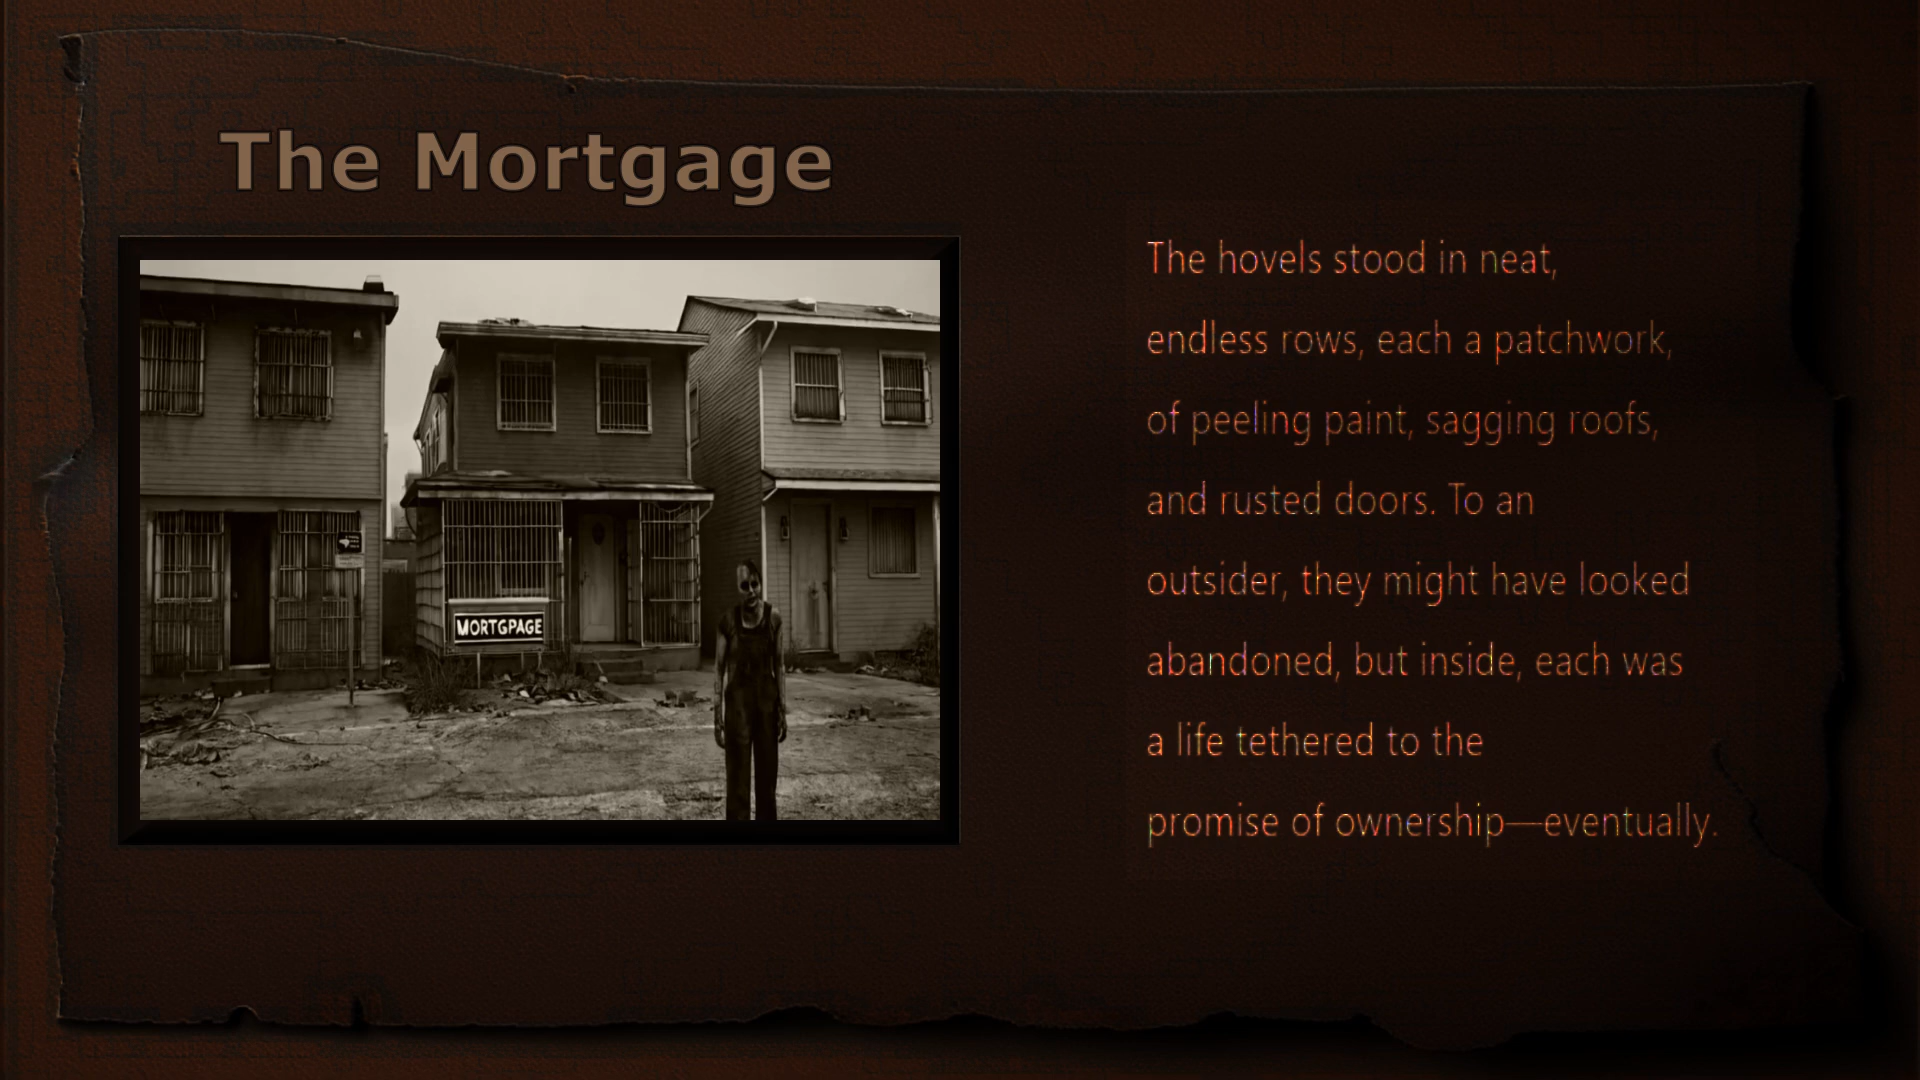 The Mortgage
MORTGPAGE
The hovels stood in neat,
endless rows, each a patchwork,
of peeling paint, sagging roofs,
and rusted doors. To an
outsider, they might have looked
abandoned, but inside, each was
a life tethered to the
promise of ownership—eventually.